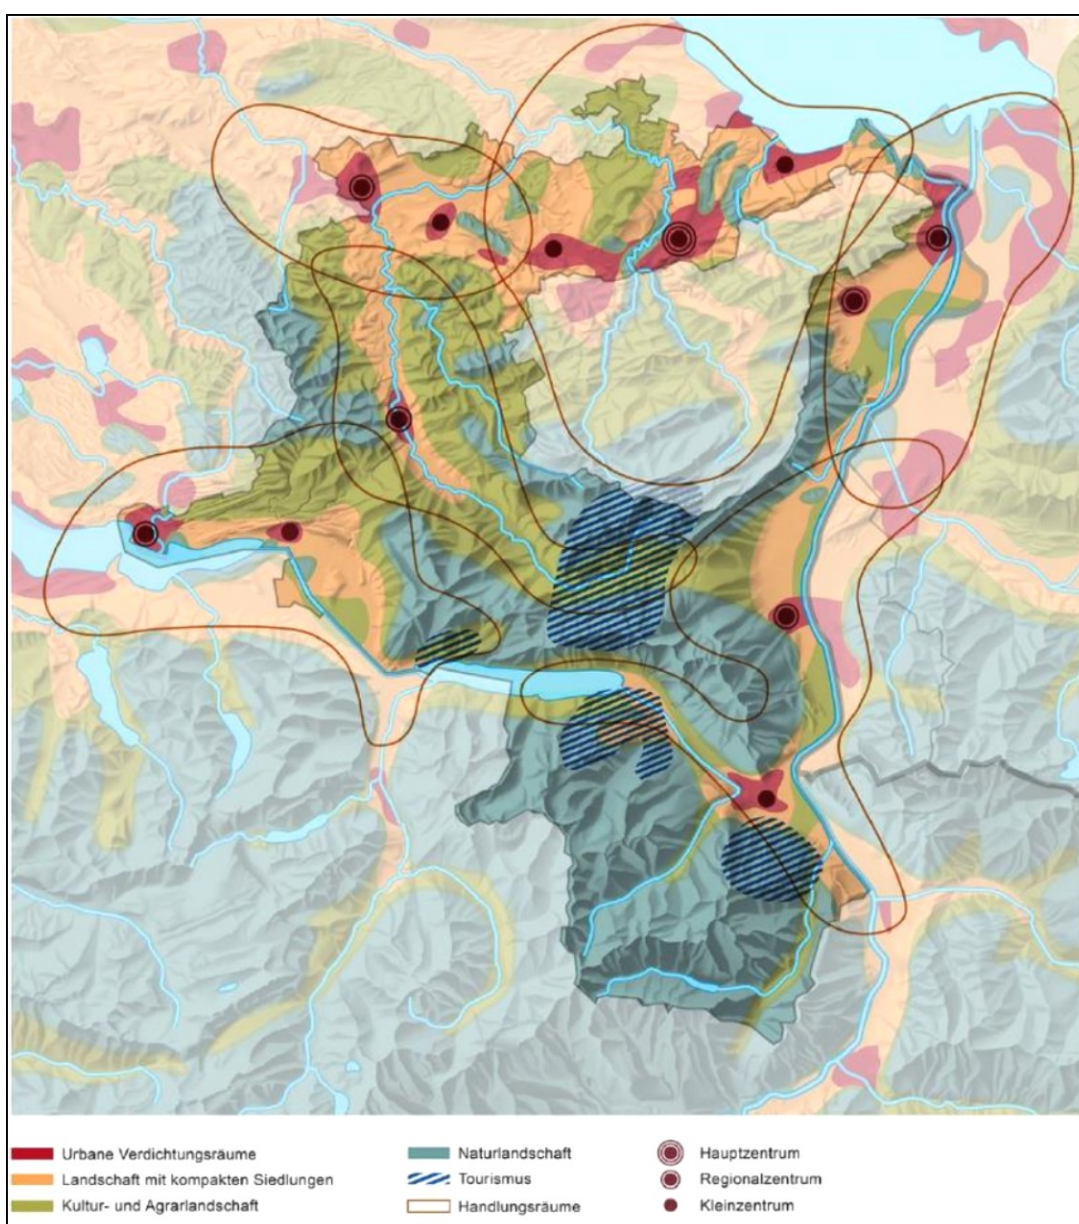 Urbane Verdichtungsräume
Landschaft mit kompakten Siedlungen
Kultur- und Agrarlandschaft
Naturlandschaft
Tourismus
Handlungsräume
Hauptzentrum
Regionalzentrum
Kleinzentrum